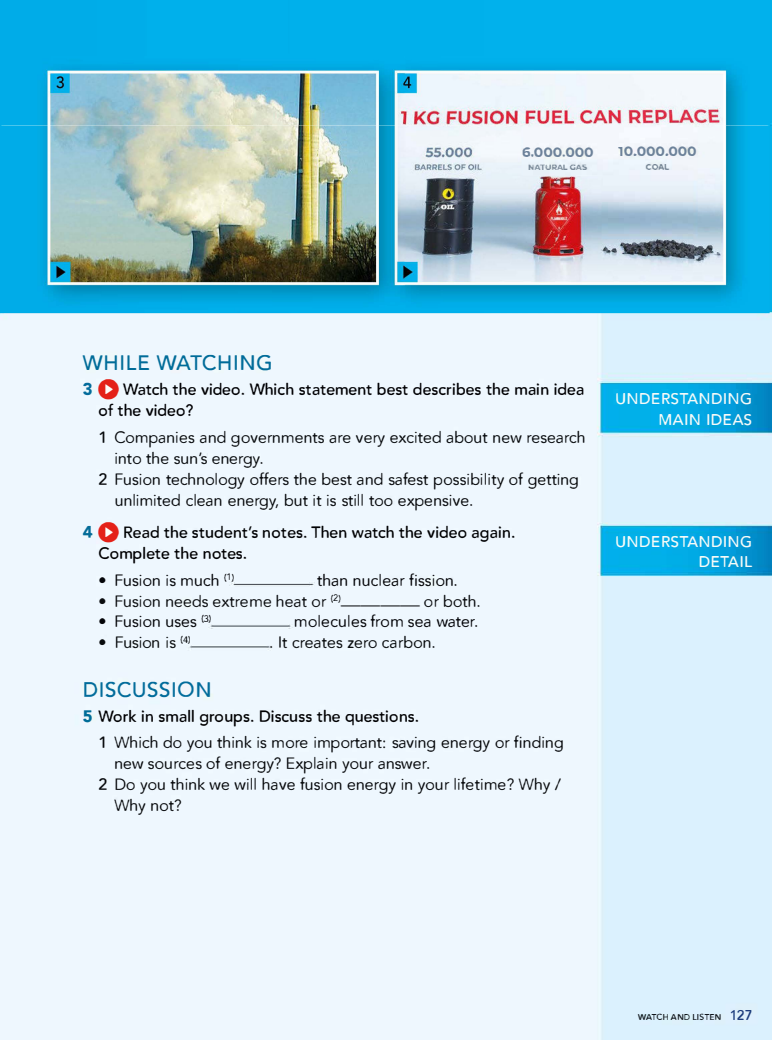 3
4
1 KG FUSION FUEL CAN REPLACE
55.000 6.000.000 10.000.000
BARRELS OF OIL NATURAL GAS COAL
OIL
FLAMMABLE
WHILE WATCHING
3 Watch the video. Which statement best describes the main idea
of the video?
1 Companies and governments are very excited about new research
into the sun's energy.
2 Fusion technology offers the best and safest possibility of getting
unlimited clean energy, but it is still too expensive.
UNDERSTANDING
MAIN IDEAS
4 Read the student's notes. Then watch the video again.
Complete the notes.
• Fusion is much (1)__________ than nuclear fission.
• Fusion needs extreme heat or (2)__________ or both.
• Fusion uses (3)__________ molecules from sea water.
• Fusion is (4)__________. It creates zero carbon.
UNDERSTANDING
DETAIL
DISCUSSION
5 Work in small groups. Discuss the questions.
1 Which do you think is more important: saving energy or finding
new sources of energy? Explain your answer.
2 Do you think we will have fusion energy in your lifetime? Why /
Why not?
WATCH AND LISTEN 127